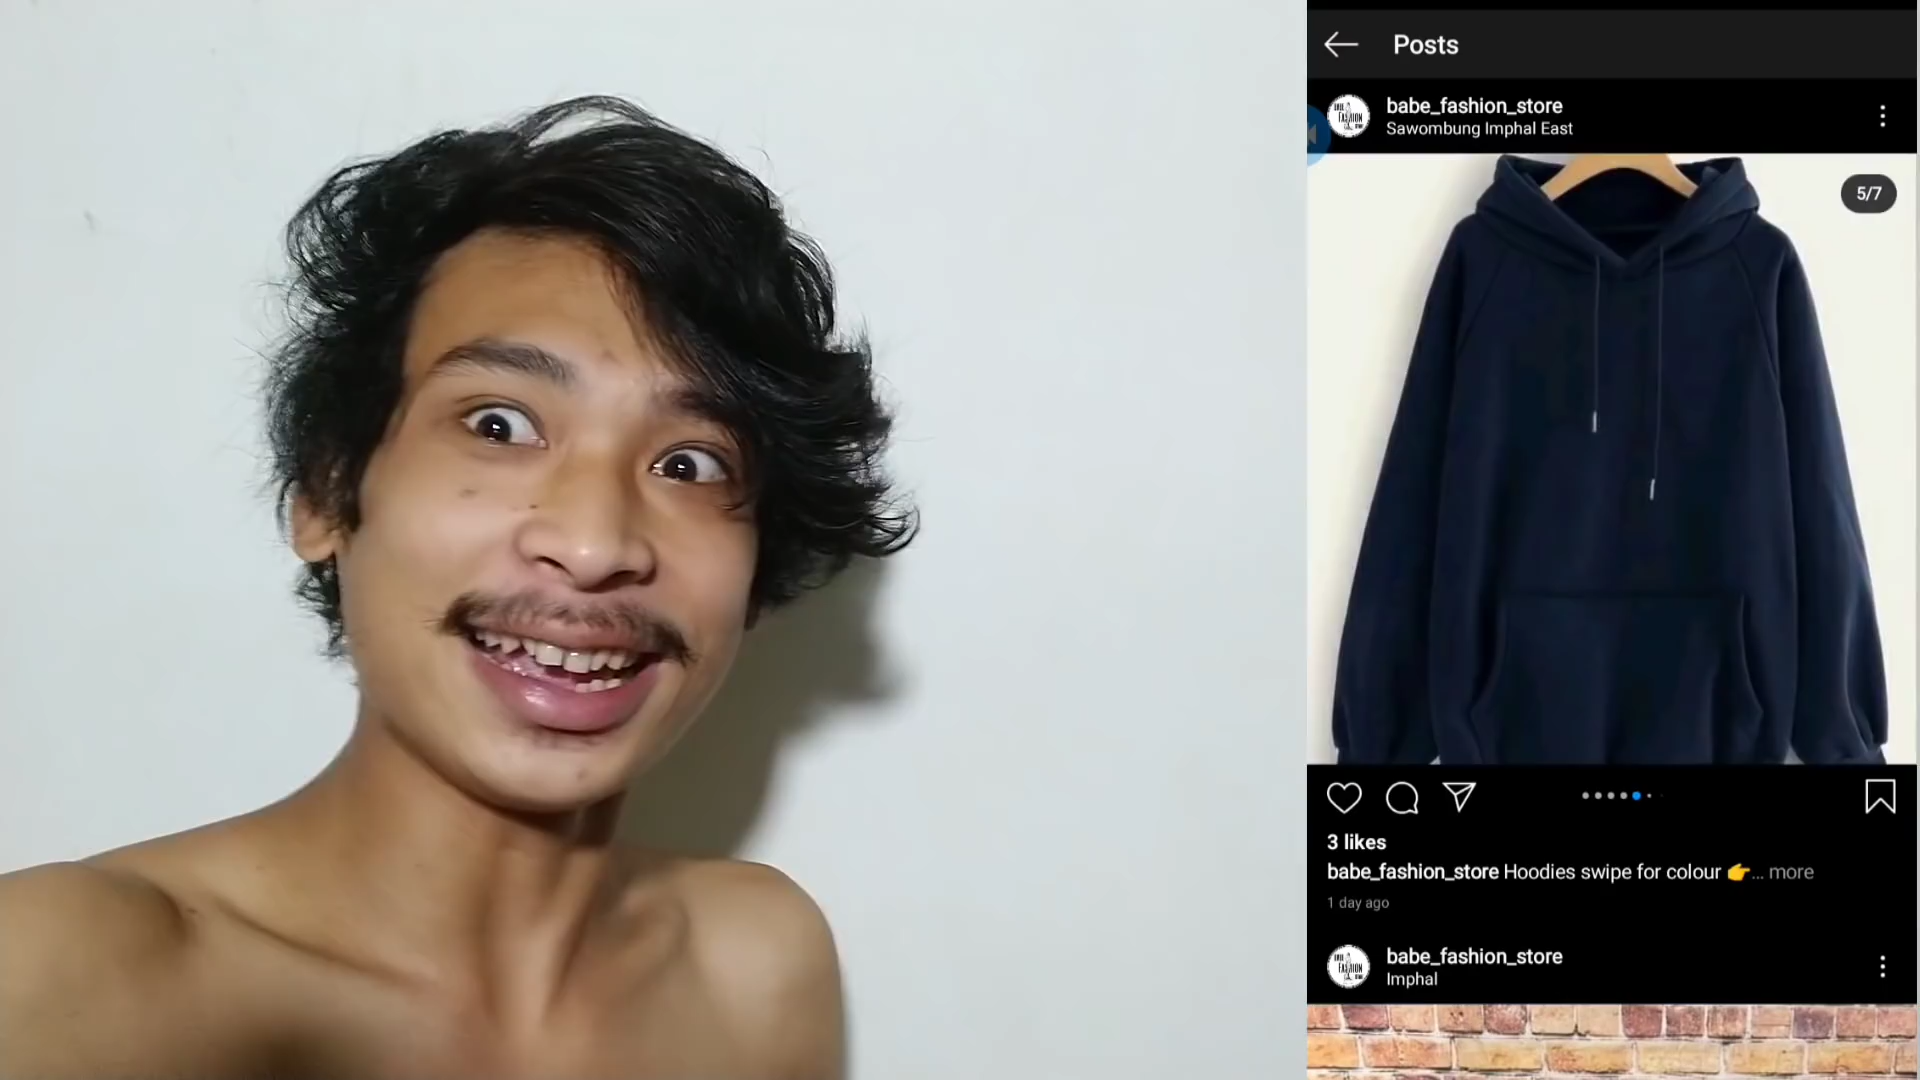 Posts
babe_fashion_store
Sawombung Imphal East
5/7
3 likes
babe_fashion_store Hoodies swipe for colour 👉... more
1 day ago
babe_fashion_store
Imphal